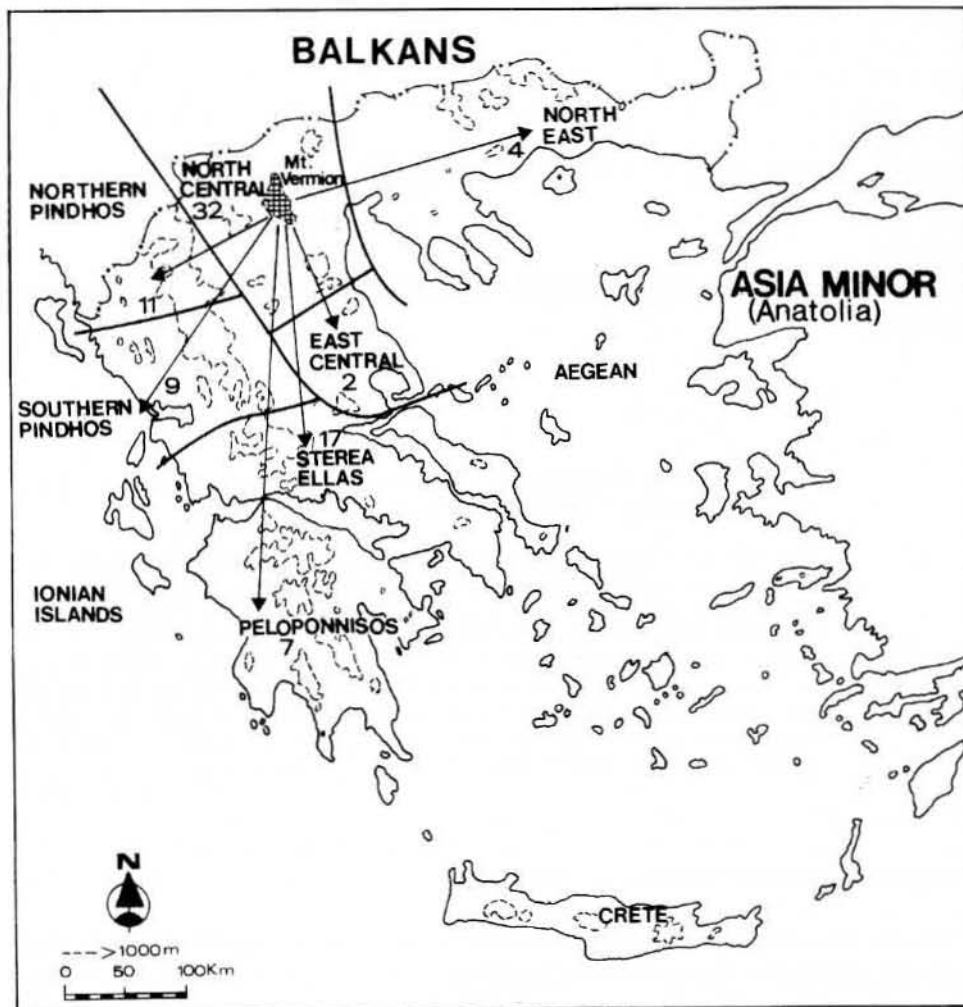 BALKANS
NORTH
EAST
4
Mt.
Vermion
NORTH
CENTRAL
32
NORTHERN
PINDHOS
11
ASIA MINOR
(Anatolia)
EAST
CENTRAL
2
AEGEAN
9
SOUTHERN
PINDHOS
17
STEREA
ELLAS
IONIAN
ISLANDS
PELOPONNISOS
7
N
CRETE
>1000m
0 50 100Km